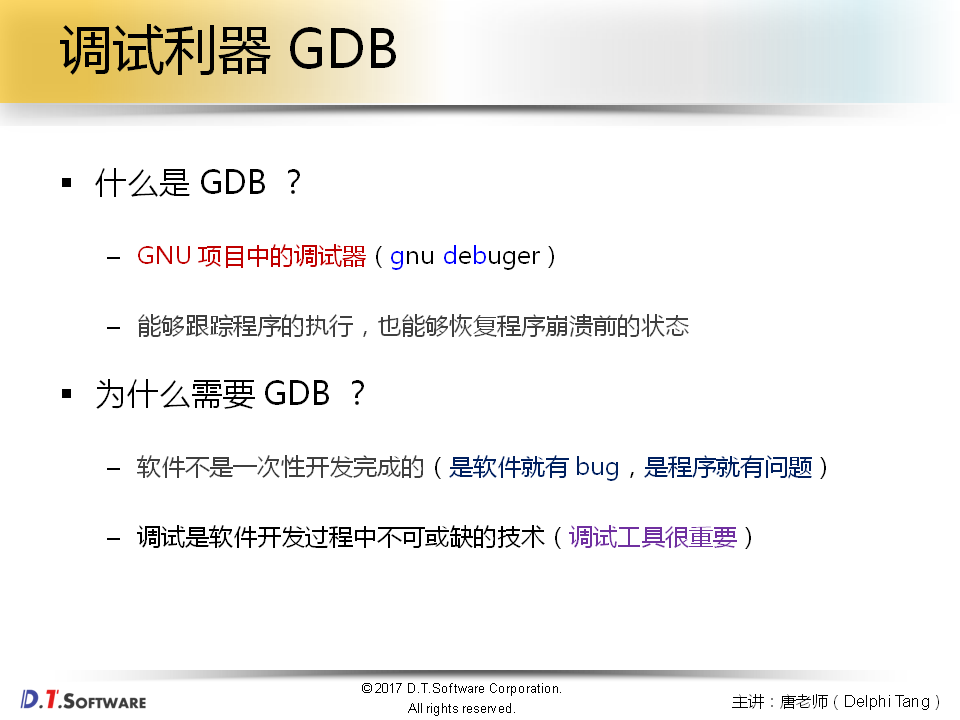 调试利器 GDB
▪ 什么是 GDB ？
– GNU 项目中的调试器（gnu debuger）
– 能够跟踪程序的执行，也能够恢复程序崩溃前的状态
▪ 为什么需要 GDB ？
– 软件不是一次性开发完成的（是软件就有 bug，是程序就有问题）
– 调试是软件开发过程中不可或缺的技术（调试工具很重要）
D.T.SOFTWARE
©2017 D.T.Software Corporation.
All rights reserved.
主讲：唐老师（Delphi Tang）